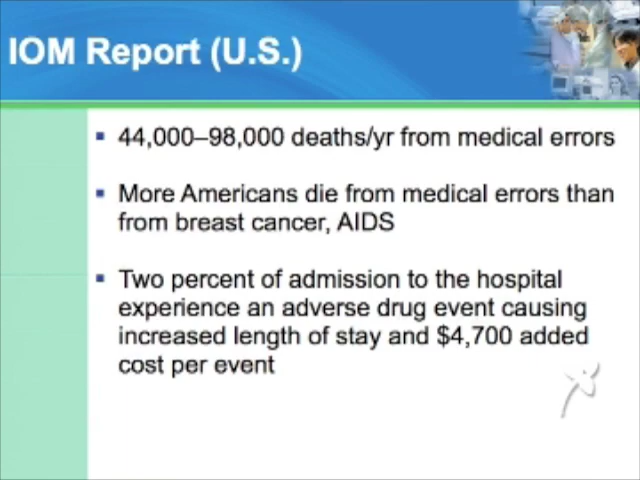 IOM Report (U.S.)
44,000–98,000 deaths/yr from medical errors
More Americans die from medical errors than
from breast cancer, AIDS
Two percent of admission to the hospital
experience an adverse drug event causing
increased length of stay and $4,700 added
cost per event